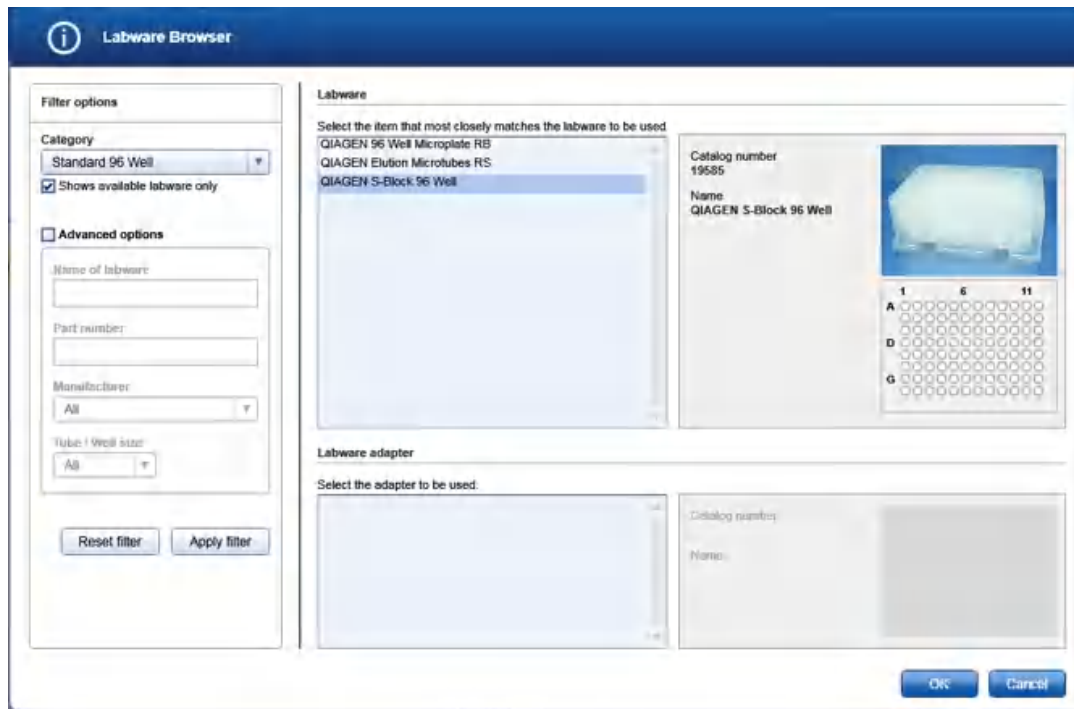 Labware Browser
Filter options
Category
Standard 96 Well
Shows available labware only
Advanced options
Name of labware
Part number
Manufacturer
All
Tube / Well size
All
Reset filter
Apply filter
Labware
Select the item that most closely matches the labware to be used
QIAGEN 96 Well Microplate RB
QIAGEN Elution Microtubes RS
QIAGEN S-Block 96 Well
Catalog number
19585
Name
QIAGEN S-Block 96 Well
1 6 11
A
D
G
Labware adapter
Select the adapter to be used.
Catalog number
Name
OK
Cancel